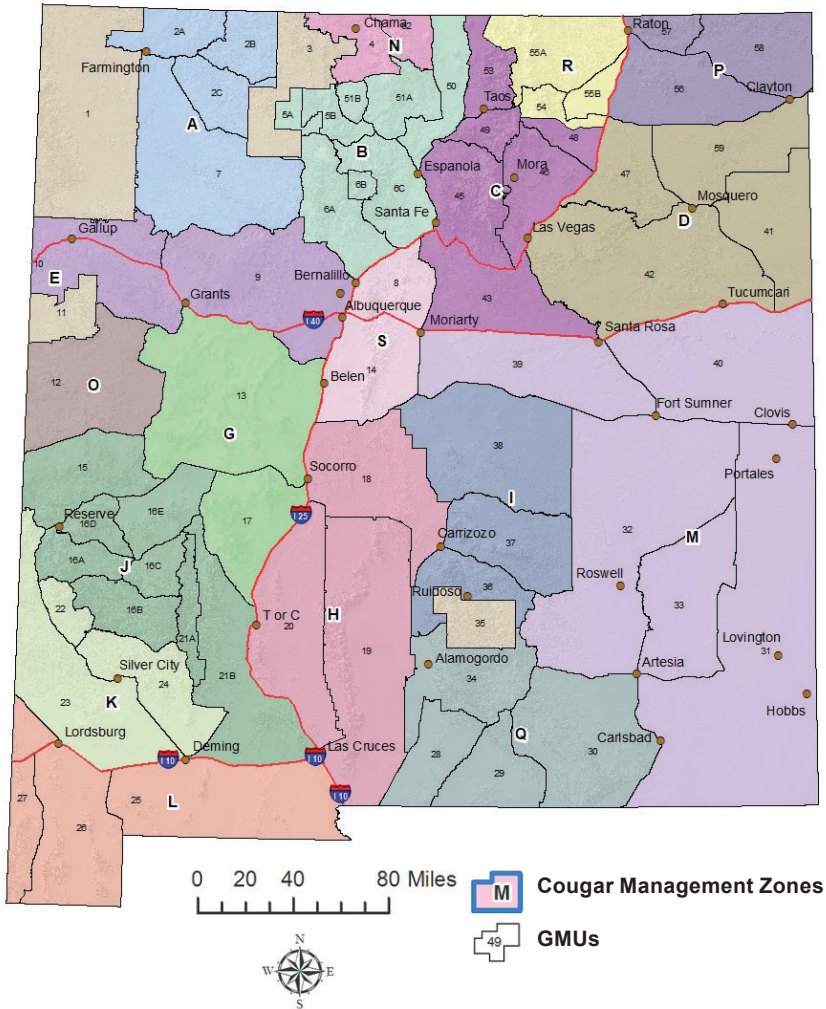 2A
2B
3
Chama
4
52
N
Farmington
2C
1
A
7
5A
5B
51B
51A
50
B
6B
6C
6A
Espanola
Santa Fe
53
Taos
49
48
C
Mora
46
45
Las Vegas
43
55A
R
54
55B
Raton
57
58
P
56
Clayton
59
47
Mosquero
D
41
42
Tucumcari
Santa Rosa
Gallup
10
E
9
Bernalillo
Grants
11
I 40
8
Albuquerque
S
Moriarty
14
Belen
12
O
13
G
39
40
Fort Sumner
Clovis
38
I
Portales
18
Socorro
I 25
15
Reserve
16D
16E
17
16A
J
16C
16B
22
21A
21B
Carrizozo
37
36
Ruidoso
35
32
M
Roswell
33
T or C
20
H
19
Alamogordo
34
Lovington
31
Artesia
Hobbs
Silver City
24
K
23
Lordsburg
Deming
I 10
I 10
Las Cruces
I 10
28
29
Q
30
Carlsbad
27
26
25
L
0 20 40 80 Miles
M Cougar Management Zones
49 GMUs
N
W E
S